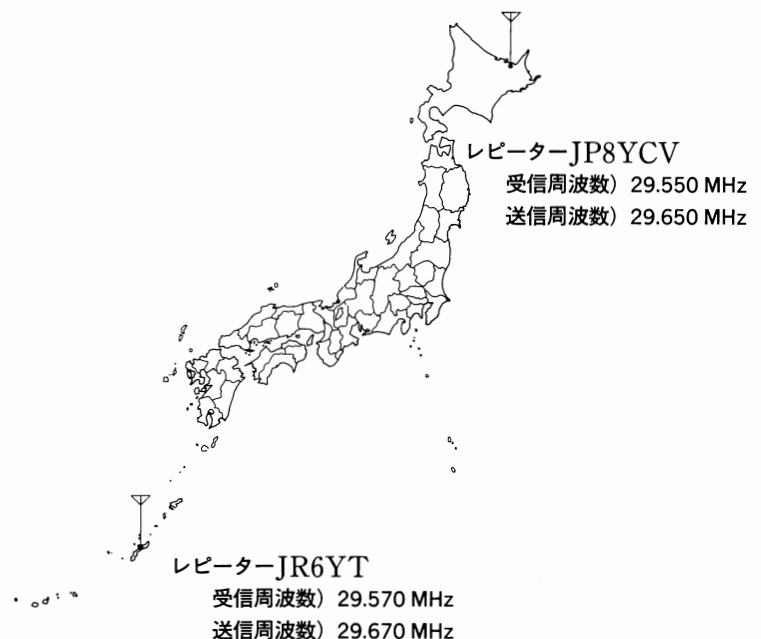 レピーターJP8YCV
受信周波数）29.550 MHz
送信周波数）29.650 MHz
レピーターJR6YT
受信周波数）29.570 MHz
送信周波数）29.670 MHz